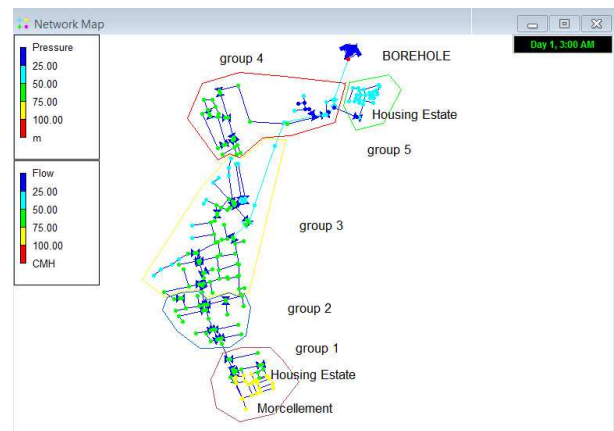 Network Map
Day 1, 3:00 AM
Pressure
25.00
50.00
75.00
100.00
m
Flow
25.00
50.00
75.00
100.00
CMH
group 4
BOREHOLE
Housing Estate
group 5
group 3
group 2
group 1
Housing Estate
Morcellement